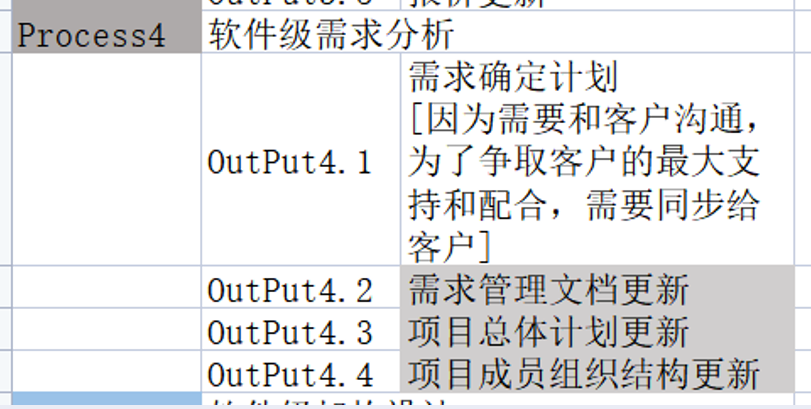 报价更新
Process4 软件级需求分析
需求确定计划
[因为需要和客户沟通,
为了争取客户的最大支
OutPut4.1
持和配合, 需要同步给
客户]
OutPut4.2 需求管理文档更新
OutPut4.3 项目总体计划更新
OutPut4.4 项目成员组织结构更新